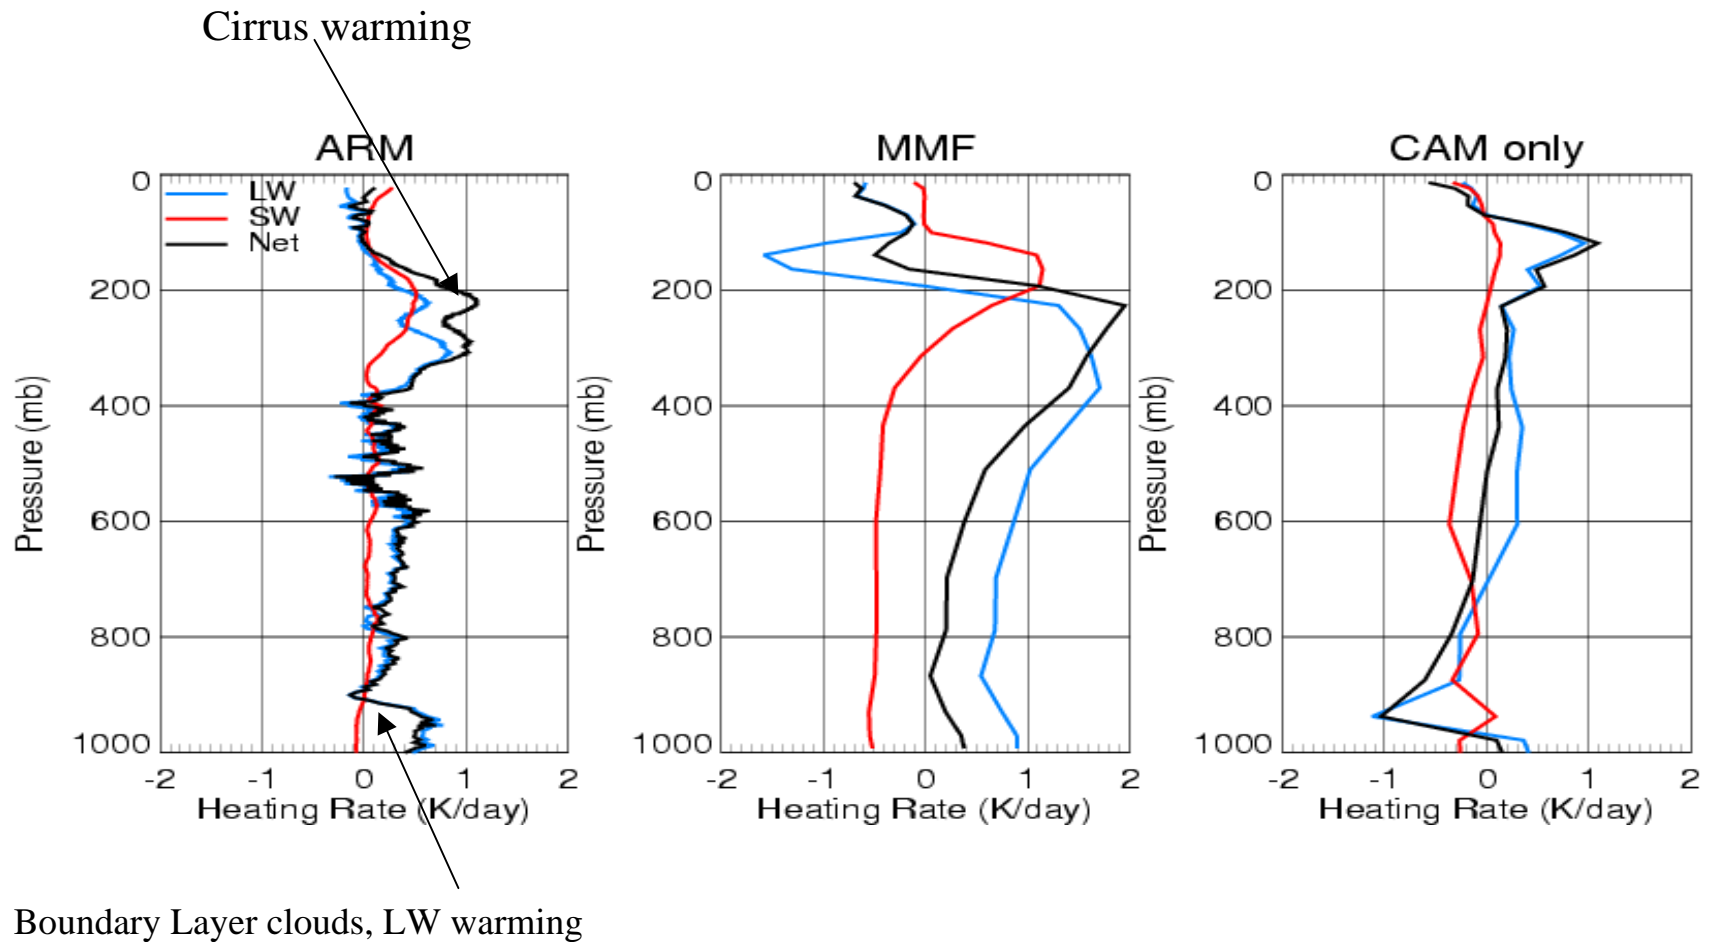 Cirrus warming
ARM
MMF
CAM only
LW
SW
Net
0
200
400
600
800
1000
Pressure (mb)
-2 -1 0 1 2
Heating Rate (K/day)
0
200
400
600
800
1000
Pressure (mb)
-2 -1 0 1 2
Heating Rate (K/day)
0
200
400
600
800
1000
Pressure (mb)
-2 -1 0 1 2
Heating Rate (K/day)
Boundary Layer clouds, LW warming